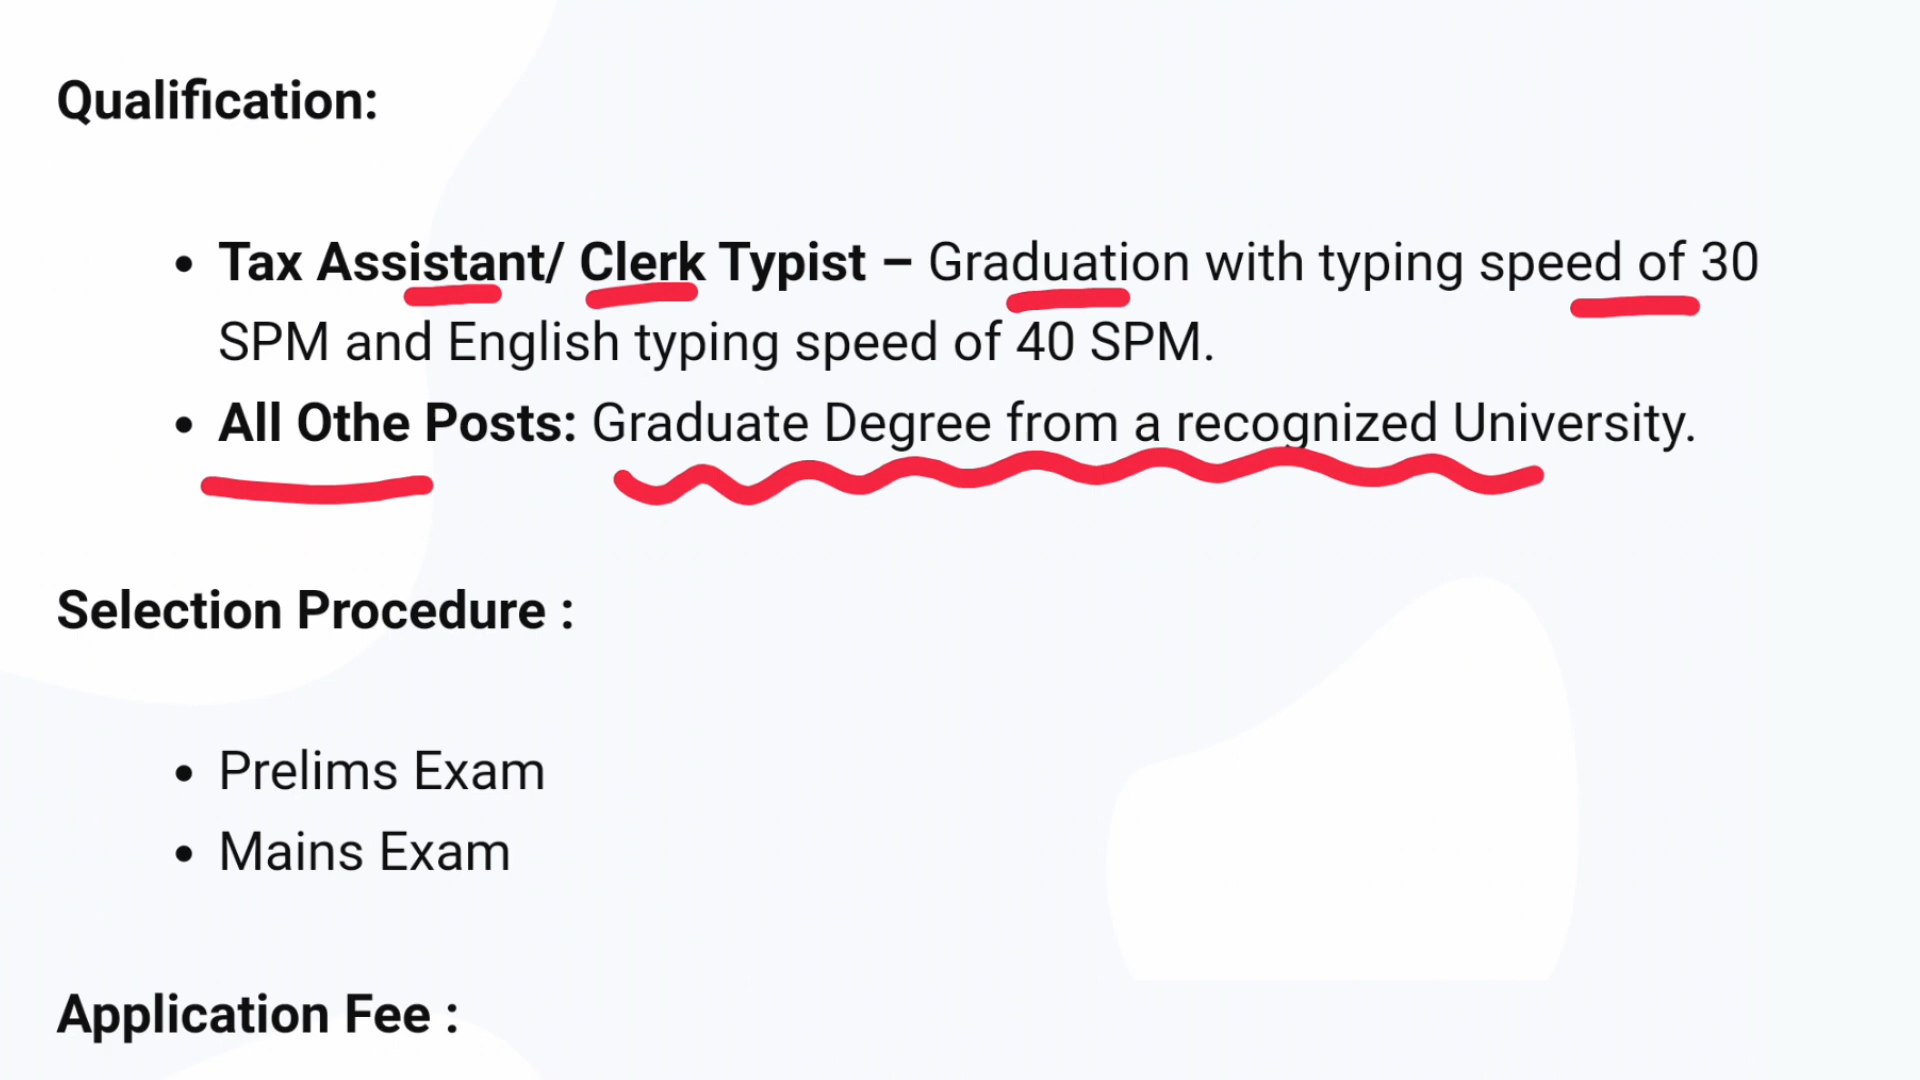 Qualification:
• Tax Assistant/ Clerk Typist – Graduation with typing speed of 30
SPM and English typing speed of 40 SPM.
• All Othe Posts: Graduate Degree from a recognized University.
Selection Procedure :
• Prelims Exam
• Mains Exam
Application Fee :